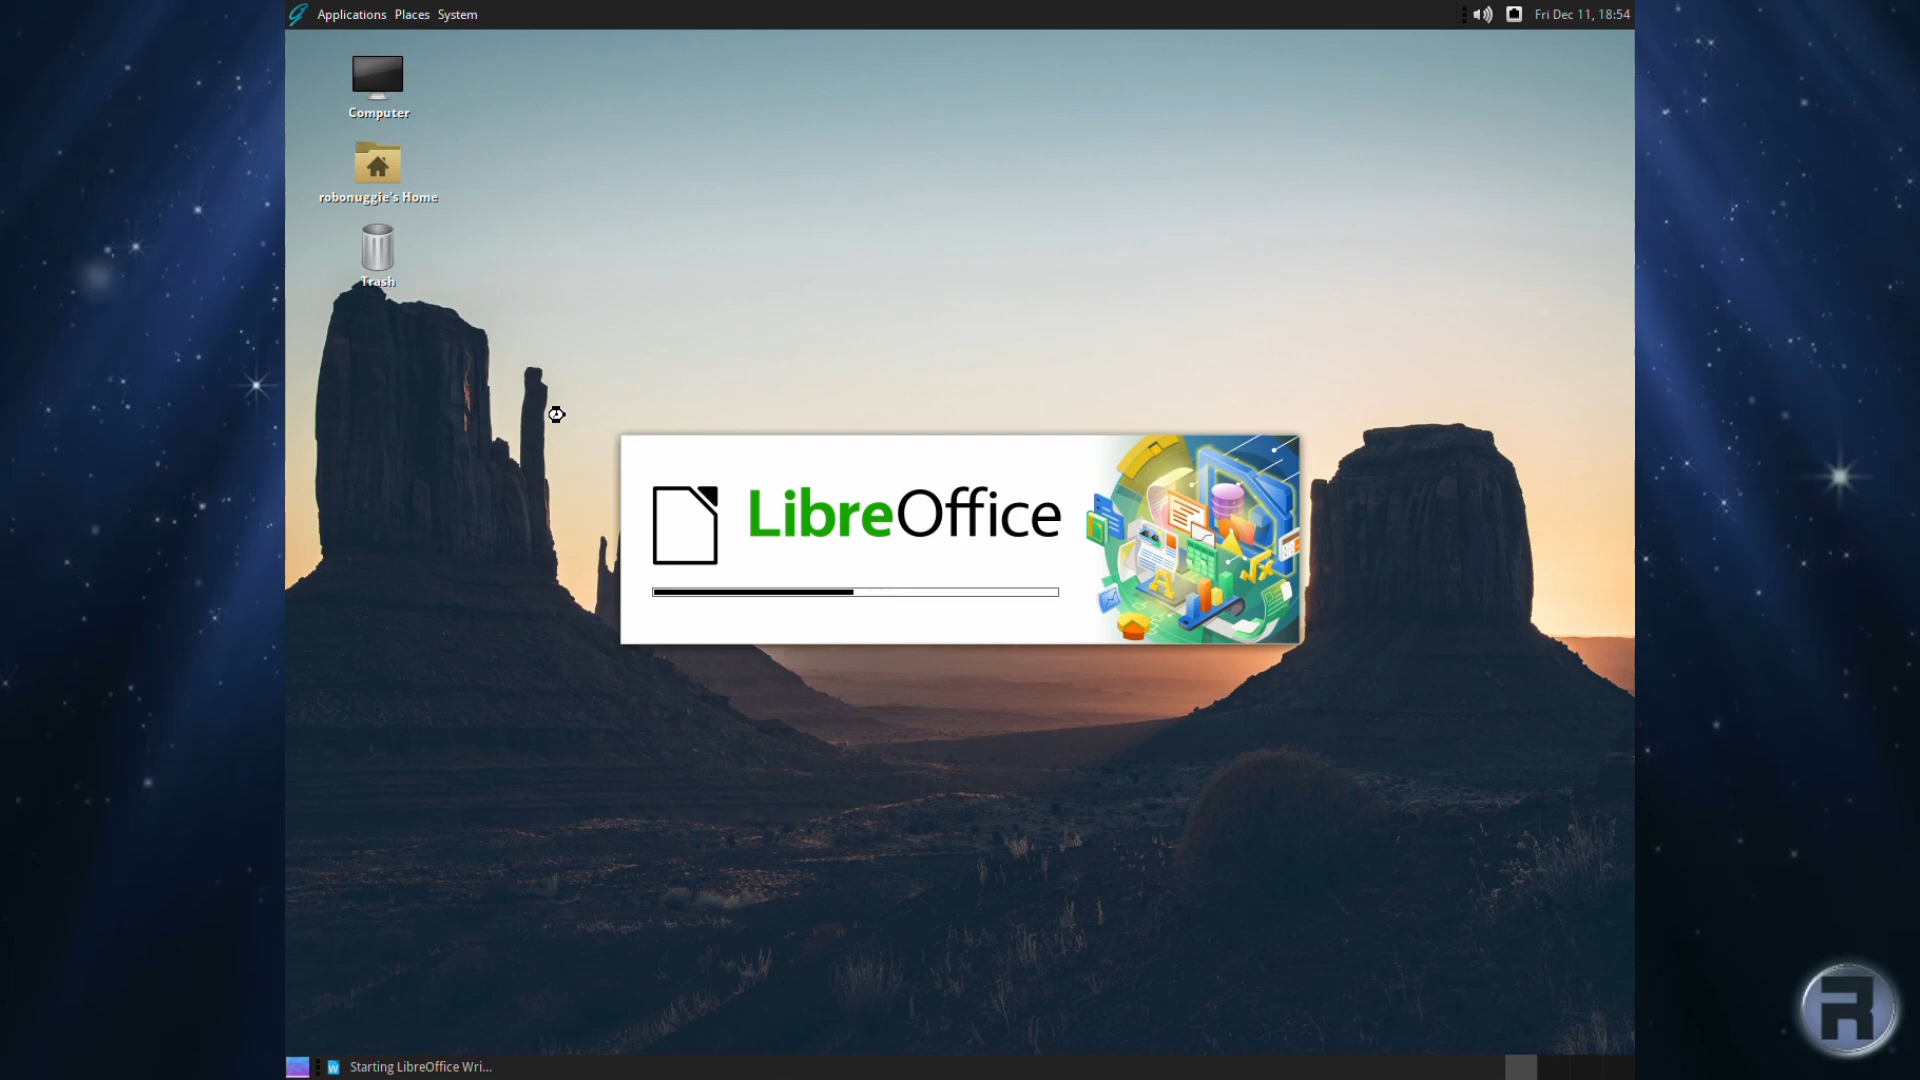 Applications Places System
Fri Dec 11, 18:54
Computer
robonuggie's Home
Trash
LibreOffice
Starting LibreOffice Wri...